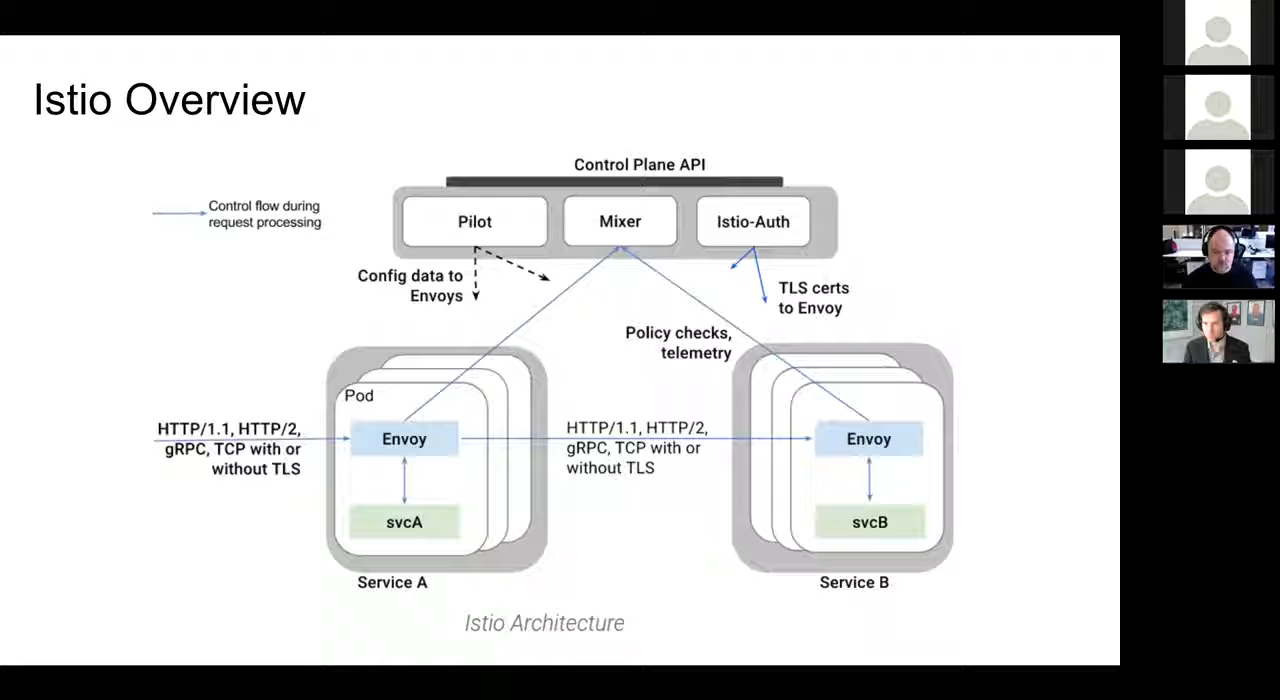 Istio Overview
Control Plane API
Control flow during
request processing
Pilot
Mixer
Istio-Auth
Config data to
Envoys
TLS certs
to Envoy
Policy checks,
telemetry
Pod
HTTP/1.1, HTTP/2,
gRPC, TCP with or
without TLS
Envoy
HTTP/1.1, HTTP/2,
gRPC, TCP with or
without TLS
Envoy
svcA
svcB
Service A
Service B
Istio Architecture